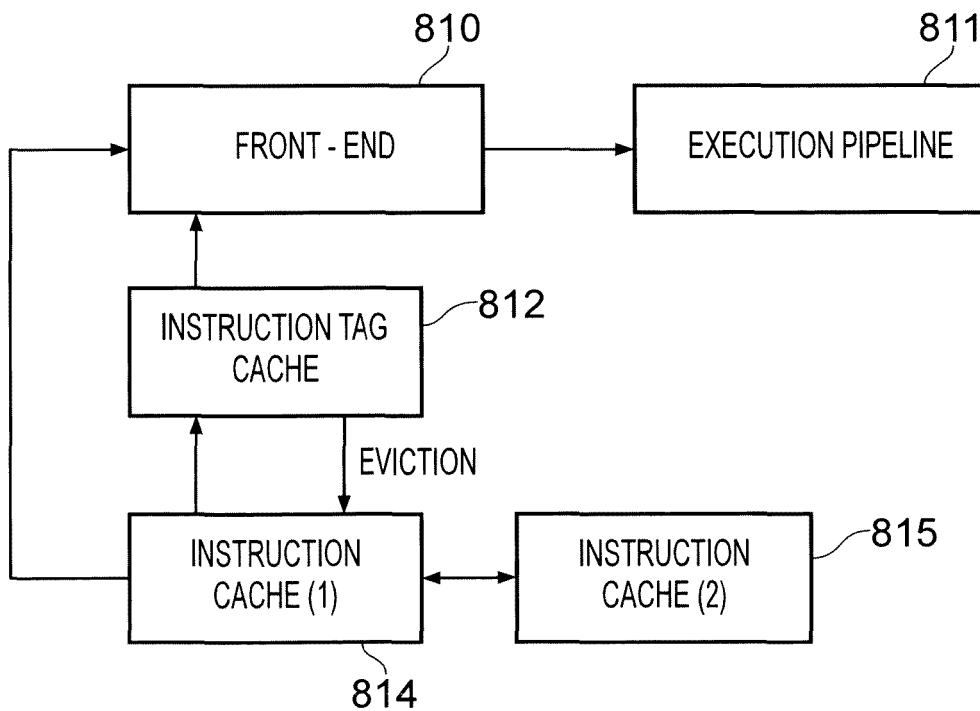 810
811
FRONT - END
EXECUTION PIPELINE
812
INSTRUCTION TAG
CACHE
EVICTION
INSTRUCTION
CACHE (1)
INSTRUCTION
CACHE (2)
815
814